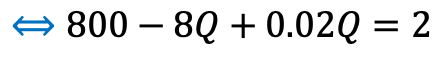 ⟺ 800 − 8Q + 0.02Q = 2